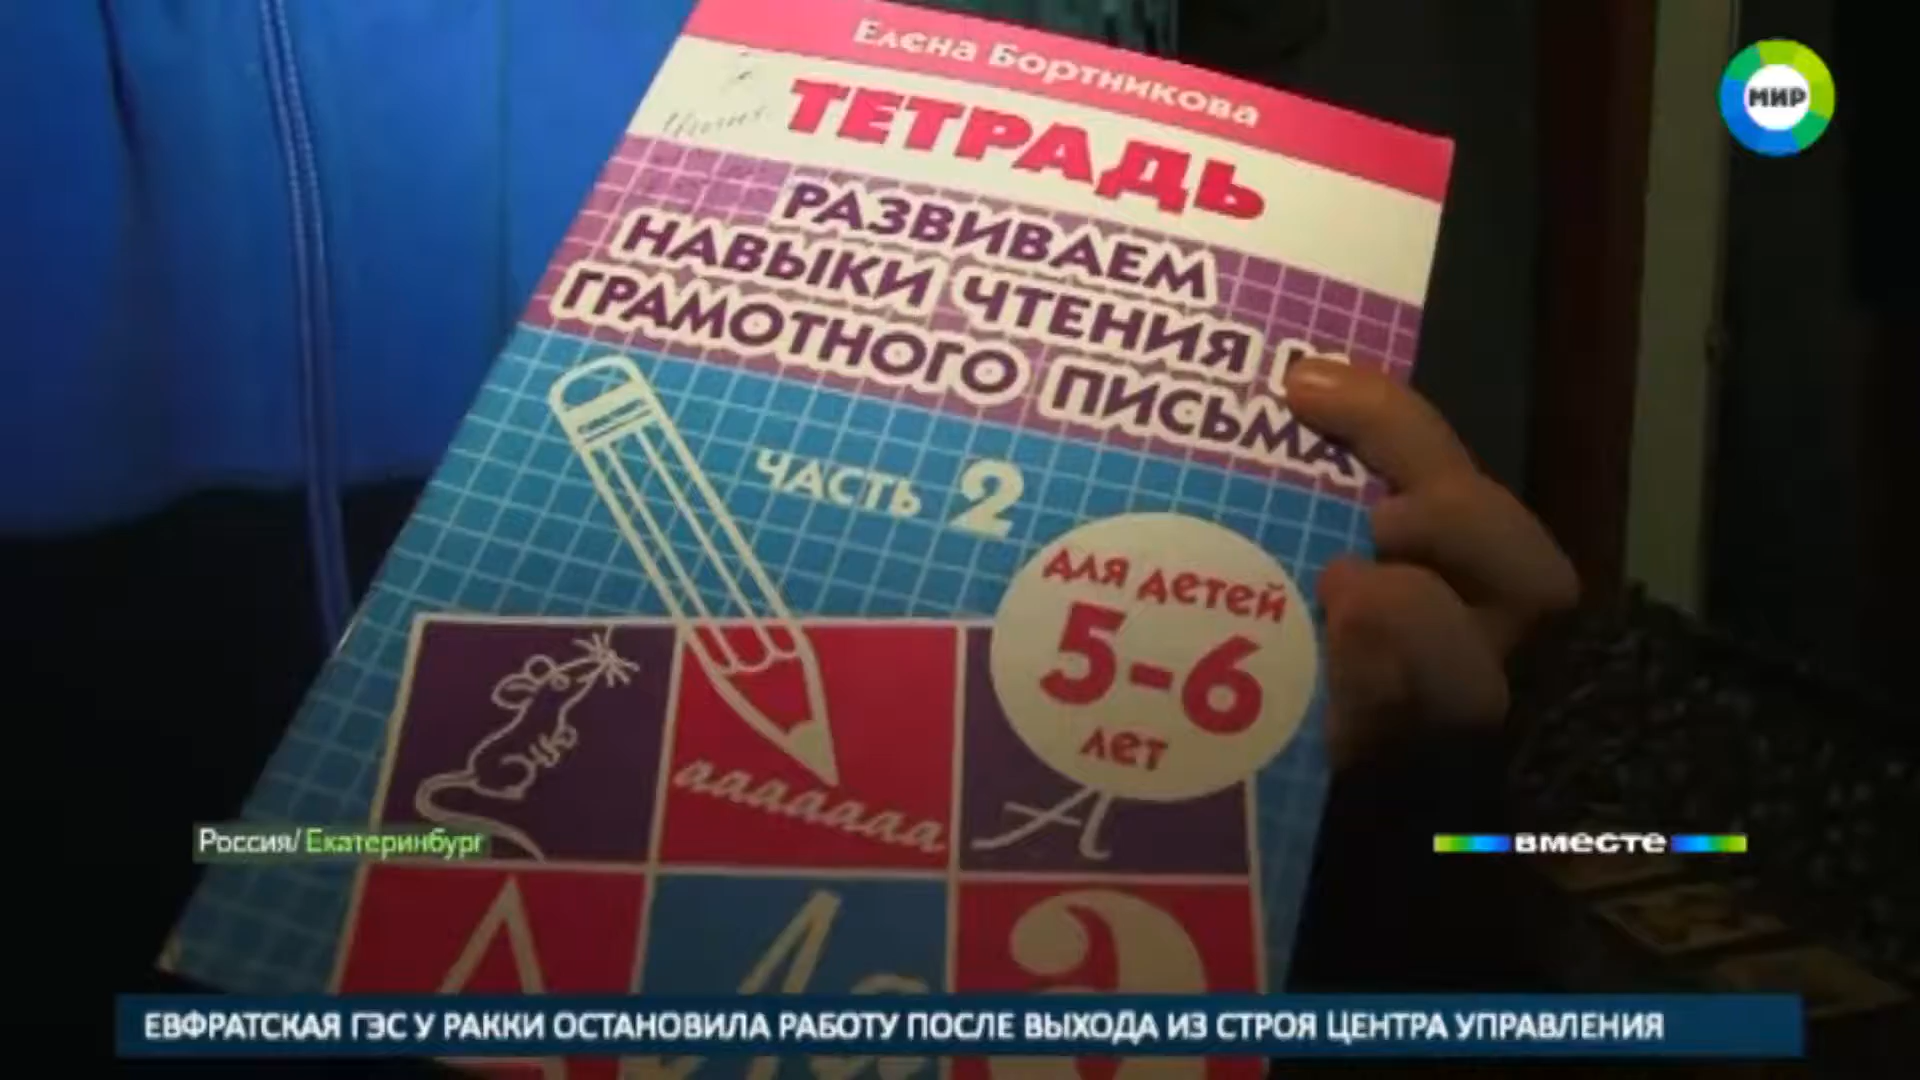 Елена Бортникова
МИР
ТЕТРАДЬ
РАЗВИВАЕМ
НАВЫКИ ЧТЕНИЯ И
ГРАМОТНОГО ПИСЬМА
ЧАСТЬ 2
для детей
5-6
лет
ааааааа
А
Россия/ Екатеринбург
вместе
А
а
ЕВФРАТСКАЯ ГЭС У РАККИ ОСТАНОВИЛА РАБОТУ ПОСЛЕ ВЫХОДА ИЗ СТРОЯ ЦЕНТРА УПРАВЛЕНИЯ